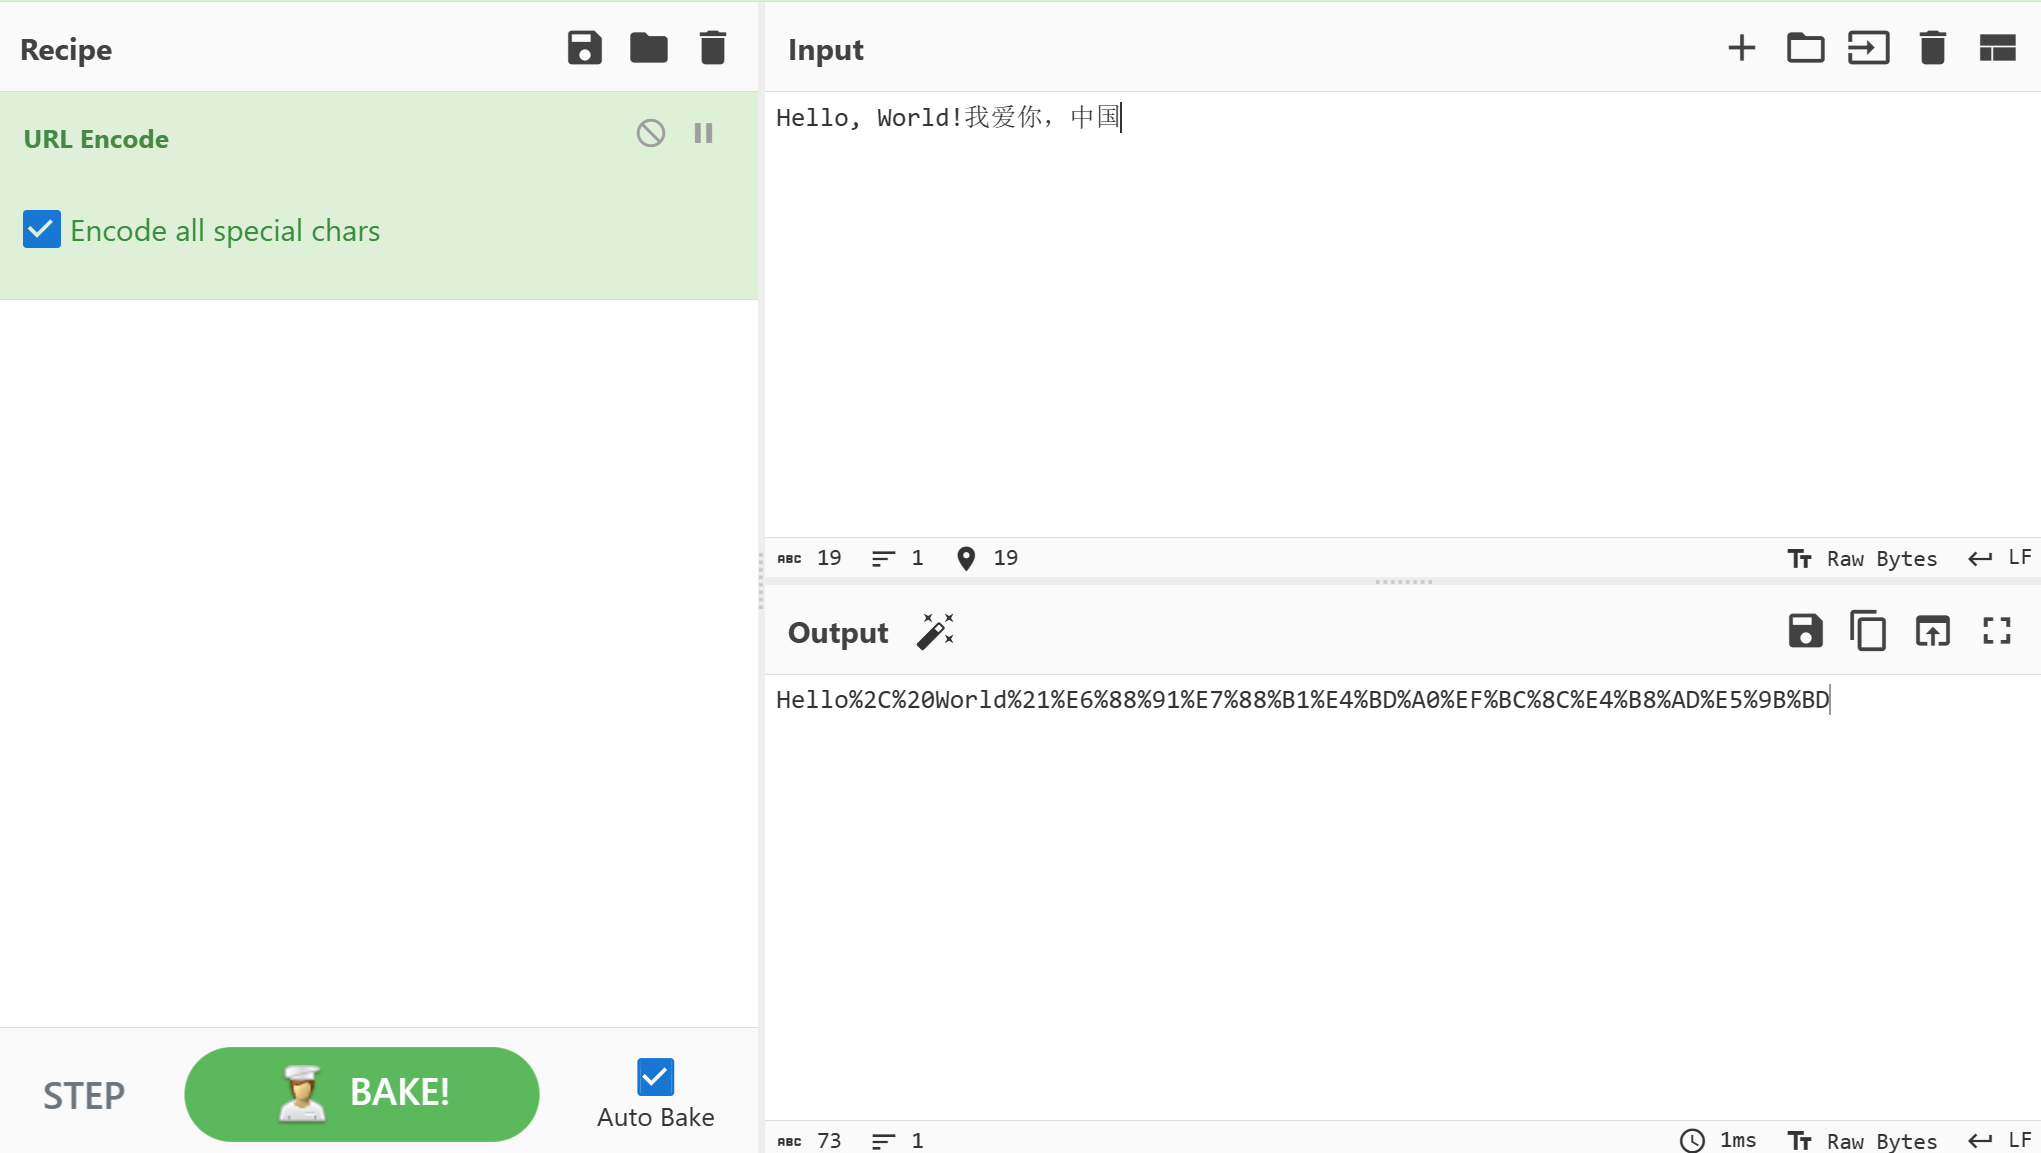 Recipe
URL Encode
Encode all special chars
STEP
BAKE!
Auto Bake
Input
Hello, World!我爱你，中国
ABC 19 1 19
Tт Raw Bytes LF
Output
Hello%2C%20World%21%E6%88%91%E7%88%B1%E4%BD%A0%EF%BC%8C%E4%B8%AD%E5%9B%BD
ABC 73 1
1ms Tт Raw Bytes LF